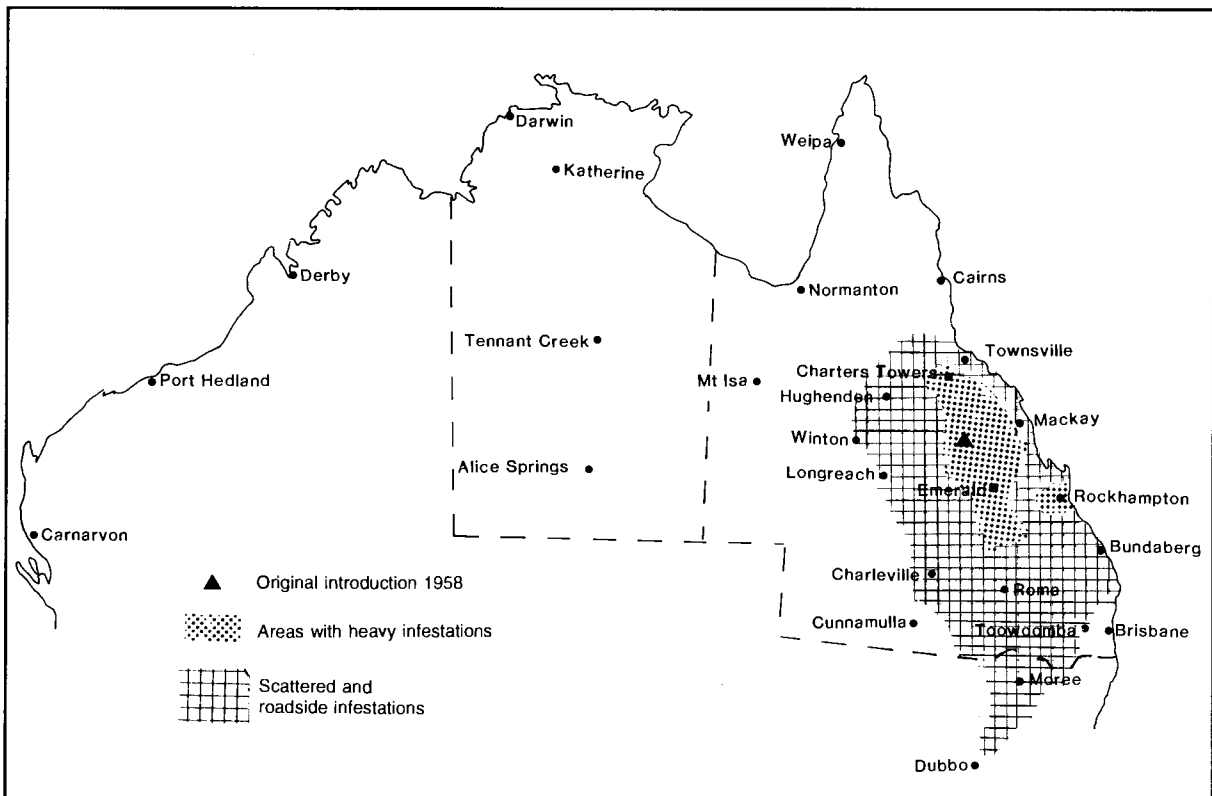 Darwin
Katherine
Weipa
Derby
Cairns
Normanton
Tennant Creek
Townsville
Port Hedland
Mt Isa
Charters Towers
Hughenden
Mackay
Winton
Alice Springs
Longreach
Emerald
Rockhampton
Carnarvon
Bundaberg
Charleville
Roma
Cunnamulla
Toowoomba
Brisbane
Moree
Dubbo
Original introduction 1958
Areas with heavy infestations
Scattered and
roadside infestations